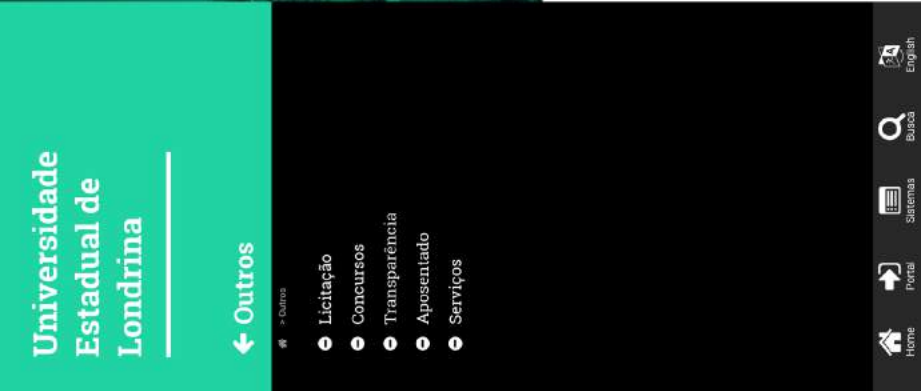 Universidade
Estadual de
Londrina
Outros
> Outros
Licitação
Concursos
Transparência
Aposentado
Serviços
Home
Portal
Sistemas
Busca
English